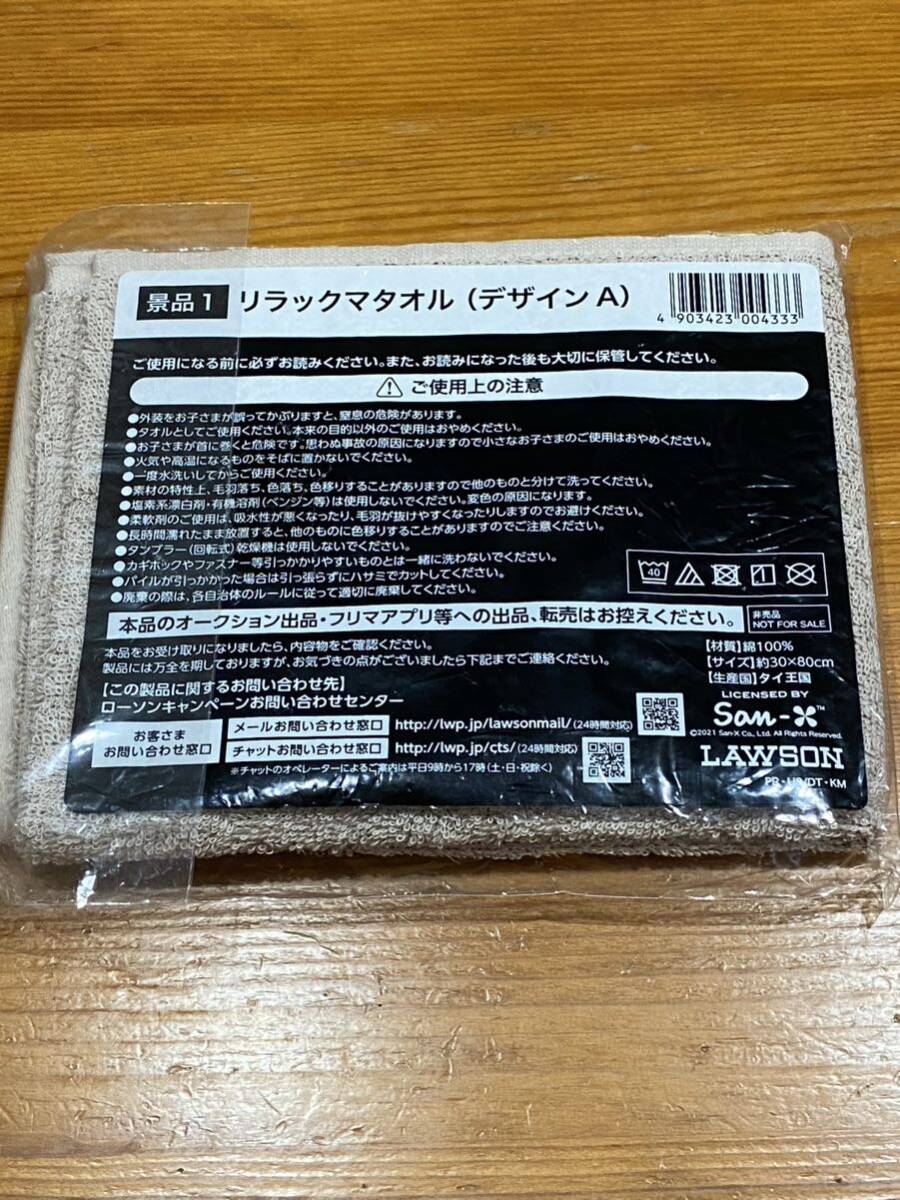 景品1 リラックマタオル（デザインA）
4 903423 004333
ご使用になる前に必ずお読みください。また、お読みになった後も大切に保管してください。
ご使用上の注意
●外装をお子さまが誤ってかぶりますと、窒息の危険があります。
●タオルとしてご使用ください。本来の目的以外のご使用はおやめください。
●お子さまが首に巻くと危険です。思わぬ事故の原因になりますので小さなお子さまのご使用はおやめください。
●火気や高温になるものをそばに置かないでください。
●一度水洗いしてからご使用ください。
●素材の特性上、毛羽落ち、色落ち、色移りすることがありますので他のものと分けて洗ってください。
●塩素系漂白剤・有機溶剤（ベンジン等）は使用しないでください。変色の原因になります。
●柔軟剤のご使用は、吸水性が悪くなったり、毛羽が抜けやすくなったりしますのでお避けください。
●長時間濡れたまま放置すると、他のものに色移りすることがありますのでご注意ください。
●タンブラー（回転式）乾燥機は使用しないでください。
●カギホックやファスナー等引っかかりやすいものとは一緒に洗わないでください。
●パイルが引っかかった場合は引っ張らずにハサミでカットしてください。
●廃棄の際は、各自治体のルールに従って適切に廃棄してください。
40
本品のオークション出品・フリマアプリ等への出品、転売はお控えください。
非売品
NOT FOR SALE
本品をお受け取りになりましたら、内容物をご確認ください。
製品には万全を期しておりますが、お気づきの点がございましたら下記までご連絡ください。
【この製品に関するお問い合わせ先】
ローソンキャンペーンお問い合わせセンター
お客さま
お問い合わせ窓口
メールお問い合わせ窓口 http://lwp.jp/lawsonmail/（24時間対応）
チャットお問い合わせ窓口 http://lwp.jp/cts/（24時間対応）
※チャットのオペレーターによるご案内は平日9時から17時（土・日・祝除く）
【材質】綿100%
【サイズ】約30×80cm
【生産国】タイ王国
LICENSED BY
San-X™
©2021 San-X Co., Ltd. All Rights Reserved.
LAWSON